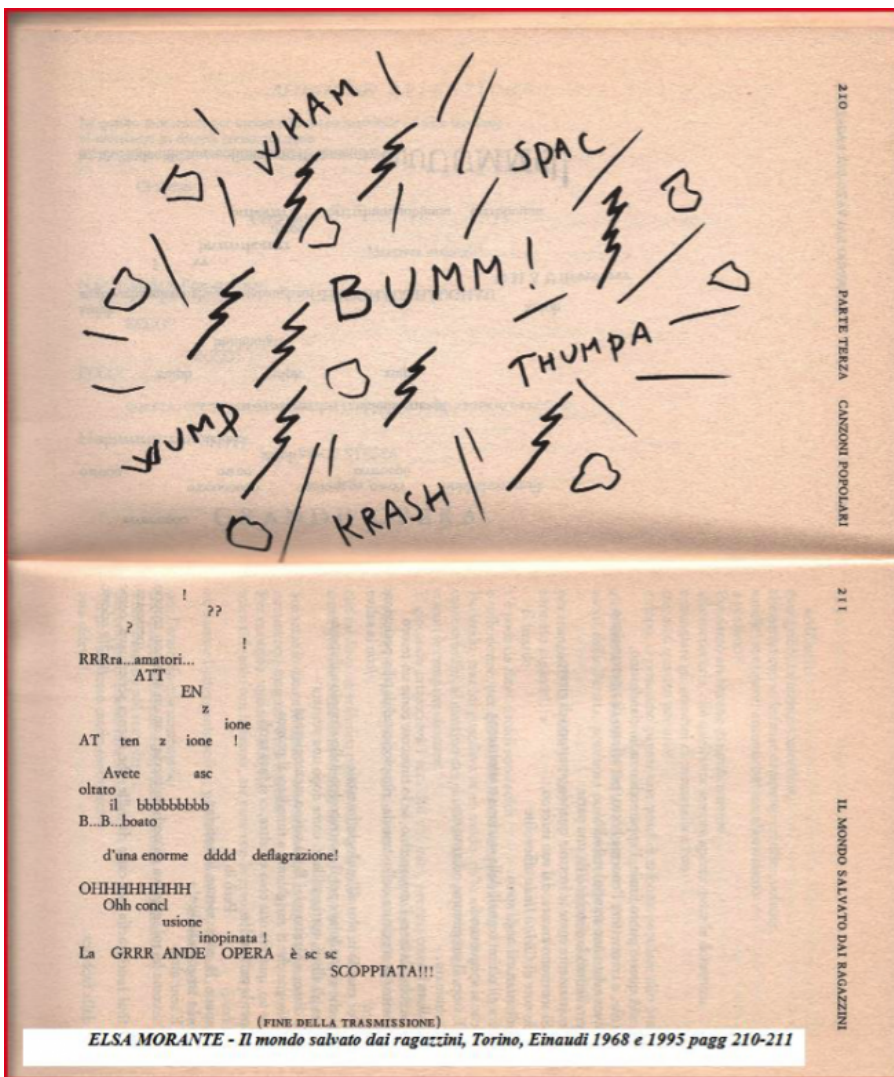 WHAM
SPAC
BUMM!
THUMPA
WUMP
KRASH
210
PARTE TERZA CANZONI POPOLARI
!
??
?
!
RRRra...amatori...
ATT
EN
z
ione
AT ten z ione !
Avete asc
oltato
il bbbbbbbbb
B...B...boato
d'una enorme dddd deflagrazione!
OHHHHHHHH
Ohh concl
usione
inopinata !
La GRRR ANDE OPERA è sc sc
SCOPPIATA!!!
(FINE DELLA TRASMISSIONE)
211
IL MONDO SALVATO DAI RAGAZZINI
ELSA MORANTE - Il mondo salvato dai ragazzini, Torino, Einaudi 1968 e 1995 pagg 210-211